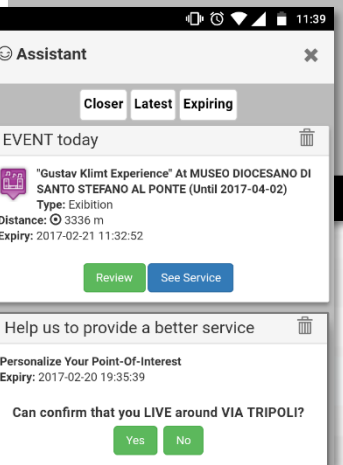 11:39
Assistant
Closer Latest Expiring
EVENT today
"Gustav Klimt Experience" At MUSEO DIOCESANO DI
SANTO STEFANO AL PONTE (Until 2017-04-02)
Type: Exibition
Distance: 3336 m
Expiry: 2017-02-21 11:32:52
Review See Service
Help us to provide a better service
Personalize Your Point-Of-Interest
Expiry: 2017-02-20 19:35:39
Can confirm that you LIVE around VIA TRIPOLI?
Yes No